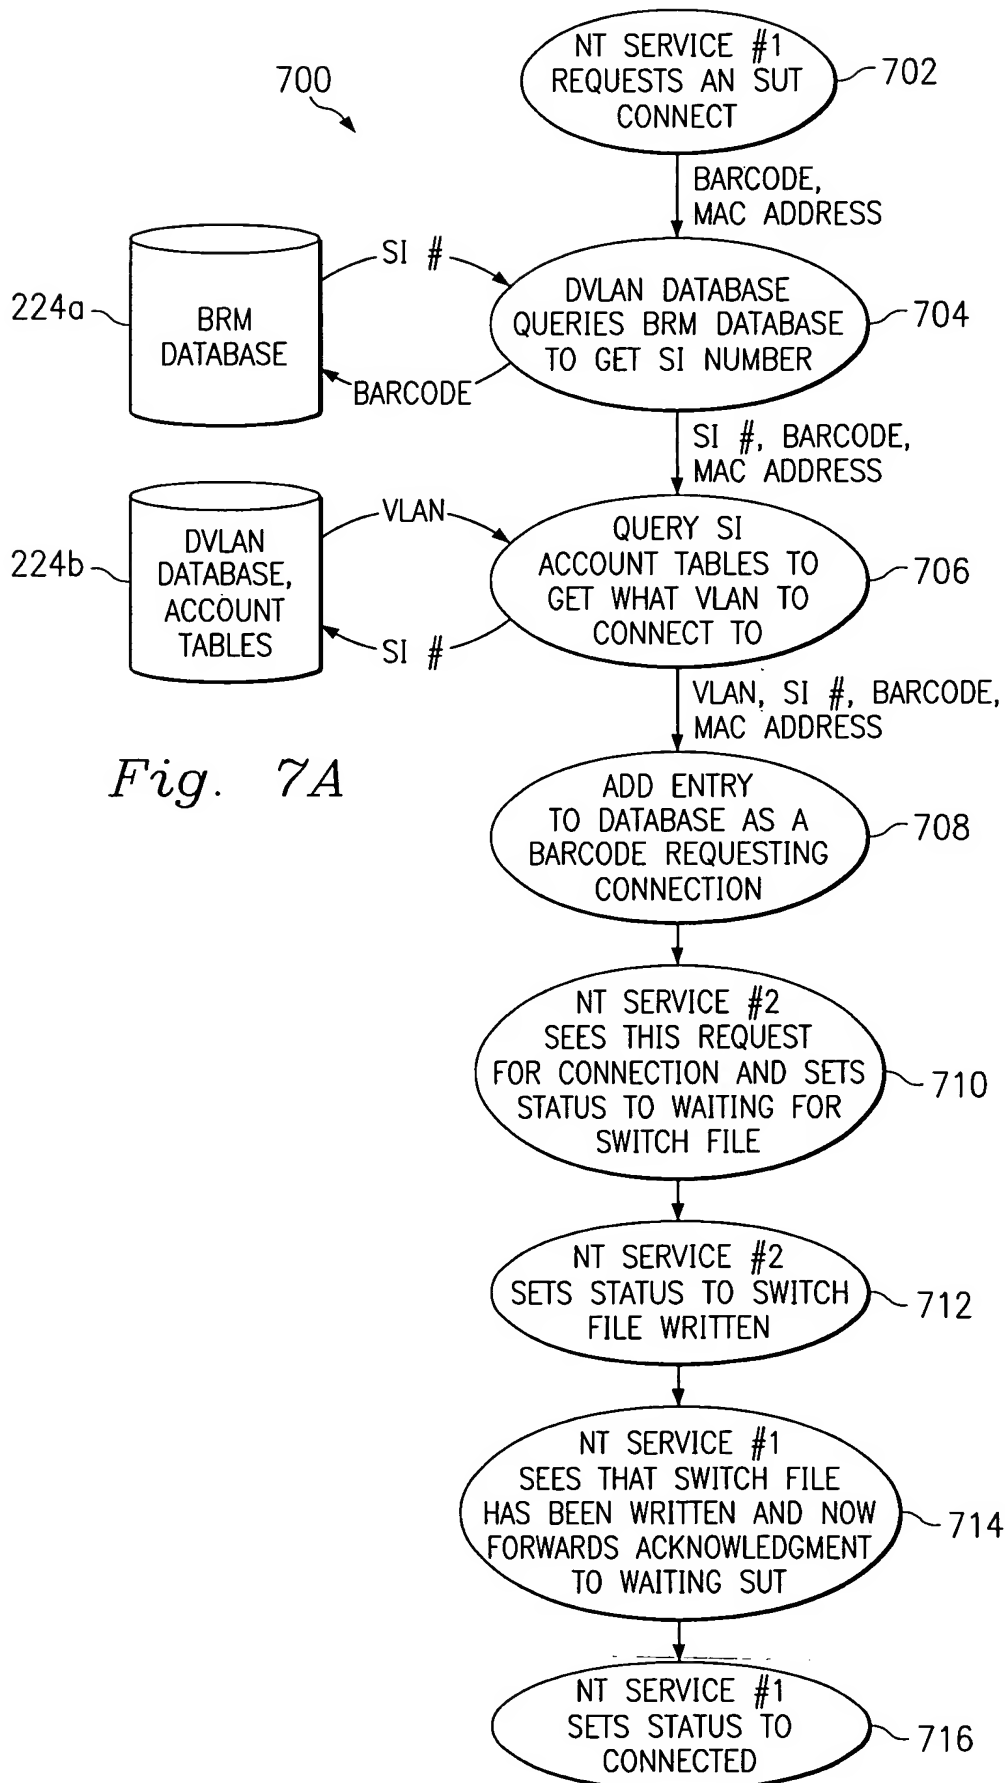 NT SERVICE #1
REQUESTS AN SUT
CONNECT
702
700
BARCODE,
MAC ADDRESS
SI #
224a
BRM
DATABASE
DVLAN DATABASE
QUERIES BRM DATABASE
TO GET SI NUMBER
704
BARCODE
SI #, BARCODE,
MAC ADDRESS
VLAN
224b
DVLAN
DATABASE,
ACCOUNT
TABLES
QUERY SI
ACCOUNT TABLES TO
GET WHAT VLAN TO
CONNECT TO
706
SI #
VLAN, SI #, BARCODE,
MAC ADDRESS
Fig. 7A
ADD ENTRY
TO DATABASE AS A
BARCODE REQUESTING
CONNECTION
708
NT SERVICE #2
SEES THIS REQUEST
FOR CONNECTION AND SETS
STATUS TO WAITING FOR
SWITCH FILE
710
NT SERVICE #2
SETS STATUS TO SWITCH
FILE WRITTEN
712
NT SERVICE #1
SEES THAT SWITCH FILE
HAS BEEN WRITTEN AND NOW
FORWARDS ACKNOWLEDGMENT
TO WAITING SUT
714
NT SERVICE #1
SETS STATUS TO
CONNECTED
716